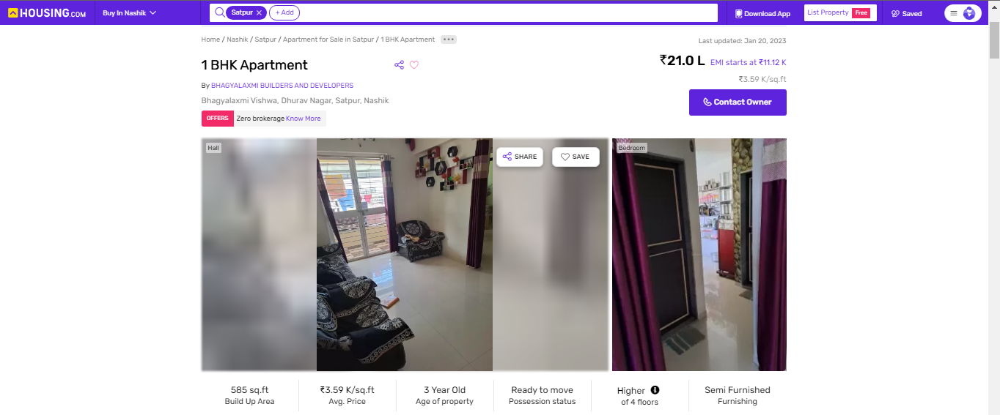 HOUSING.COM
Buy In Nashik
Satpur
+ Add
Download App
List Property Free
Saved
Home / Nashik / Satpur / Apartment for Sale in Satpur / 1 BHK Apartment
Last updated: Jan 20, 2023
1 BHK Apartment
₹21.0 L EMI starts at ₹11.12 K
₹3.59 K/sq.ft
By BHAGYALAXMI BUILDERS AND DEVELOPERS
Bhagyalaxmi Vishwa, Dhurav Nagar, Satpur, Nashik
Contact Owner
OFFERS Zero brokerage Know More
Hall
SHARE
SAVE
Bedroom
585 sq.ft
Build Up Area
₹3.59 K/sq.ft
Avg. Price
3 Year Old
Age of property
Ready to move
Possession status
Higher
of 4 floors
Semi Furnished
Furnishing